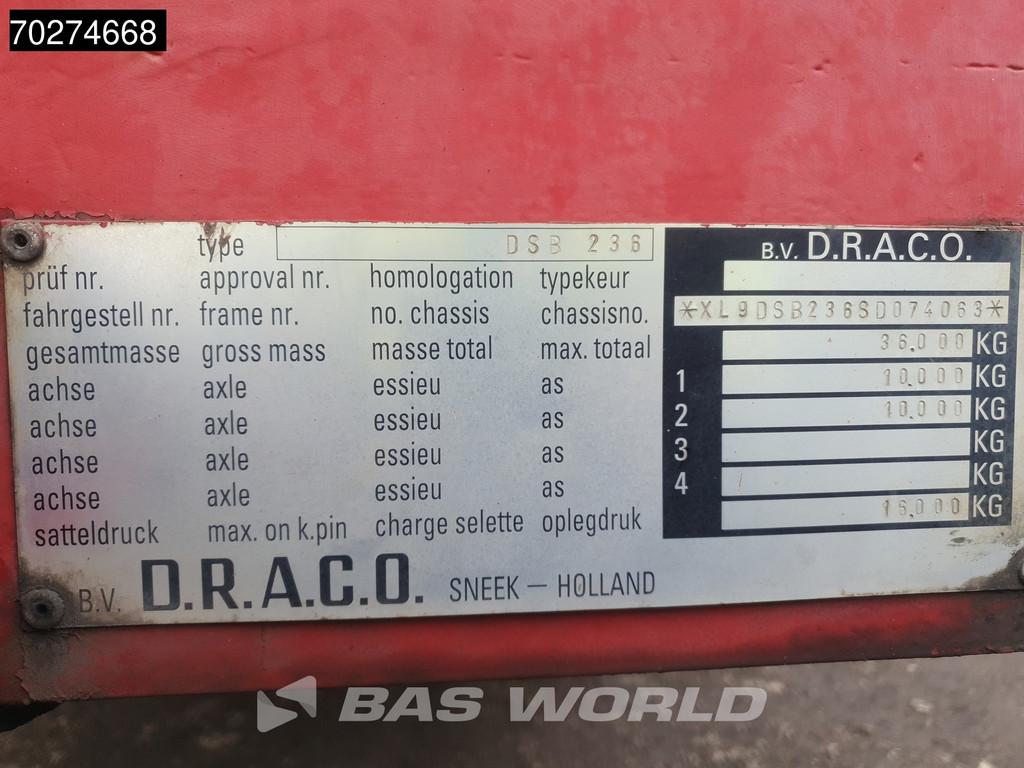 70274668
type DSB 236 B.V. D.R.A.C.O.
prüf nr. approval nr. homologation typekeur
fahrgestell nr. frame nr. no. chassis chassisno. *XL9DSB236SD074063*
gesamtmasse gross mass masse total max. totaal 36.000 KG
achse axle essieu as 1 10.000 KG
achse axle essieu as 2 10.000 KG
achse axle essieu as 3 KG
achse axle essieu as 4 KG
satteldruck max. on k.pin charge selette oplegdruk 16.000 KG
B.V. D.R.A.C.O. SNEEK – HOLLAND
BAS WORLD